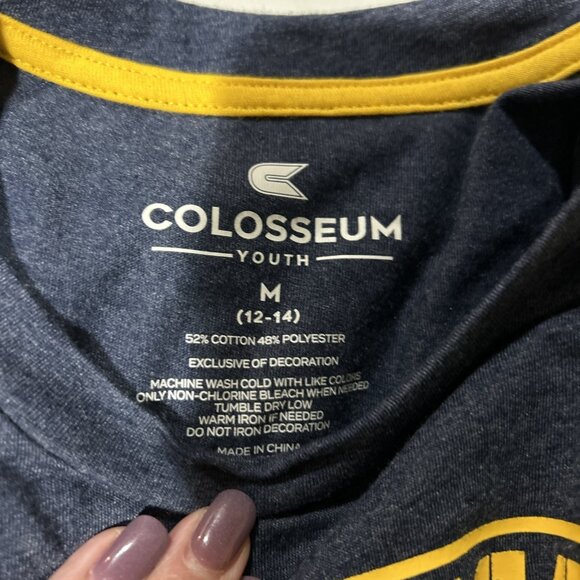 COLOSSEUM
YOUTH
M
(12-14)
52% COTTON 48% POLYESTER
EXCLUSIVE OF DECORATION
MACHINE WASH COLD WITH LIKE COLORS
ONLY NON-CHLORINE BLEACH WHEN NEEDED
TUMBLE DRY LOW
WARM IRON IF NEEDED
DO NOT IRON DECORATION
MADE IN CHINA